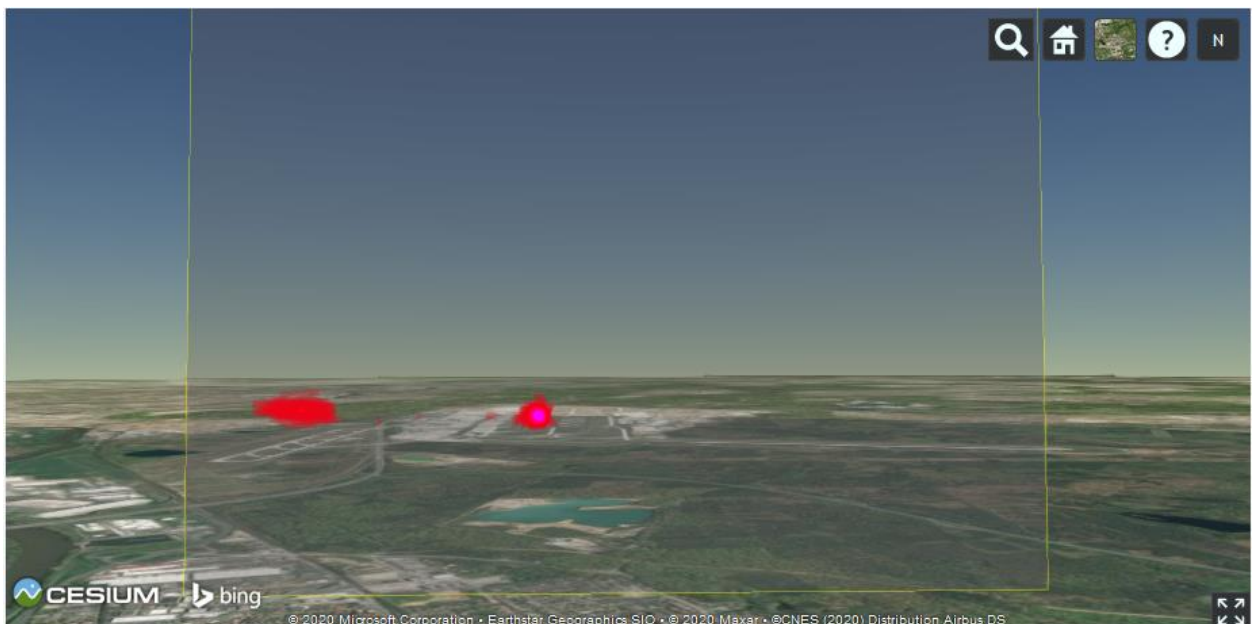 ?
N
CESIUM
bing
© 2020 Microsoft Corporation • Earthstar Geographics SIO • © 2020 Maxar • ©CNES (2020) Distribution Airbus DS